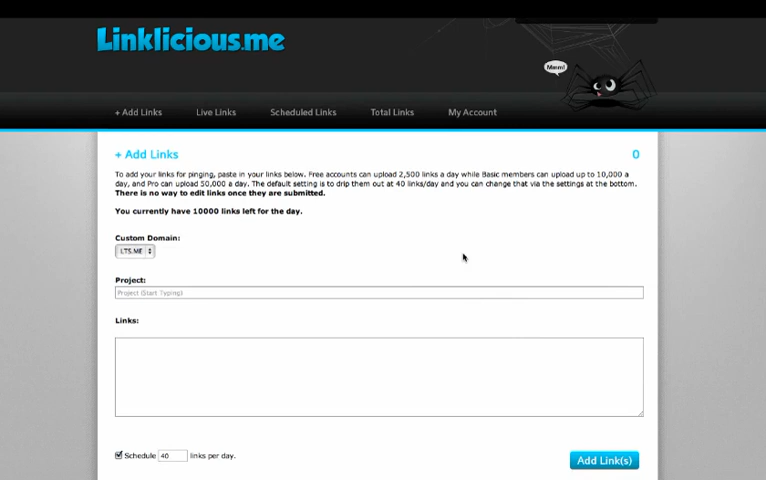 Linklicious.me
Mmm!
+ Add Links Live Links Scheduled Links Total Links My Account
+ Add Links 0
To add your links for pinging, paste in your links below. Free accounts can upload 2,500 links a day while Basic members can upload up to 10,000 a
day, and Pro can upload 50,000 a day. The default setting is to drip them out at 40 links/day and you can change that via the settings at the bottom.
There is no way to edit links once they are submitted.
You currently have 10000 links left for the day.
Custom Domain:
LTS.ME
Project:
Project (Start Typing)
Links:
Schedule 40 links per day.
Add Link(s)